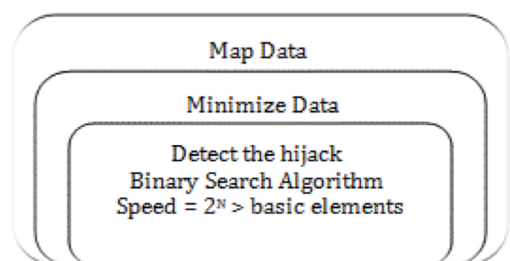 Map Data
Minimize Data
Detect the hijack
Binary Search Algorithm
Speed = 2ᴺ > basic elements